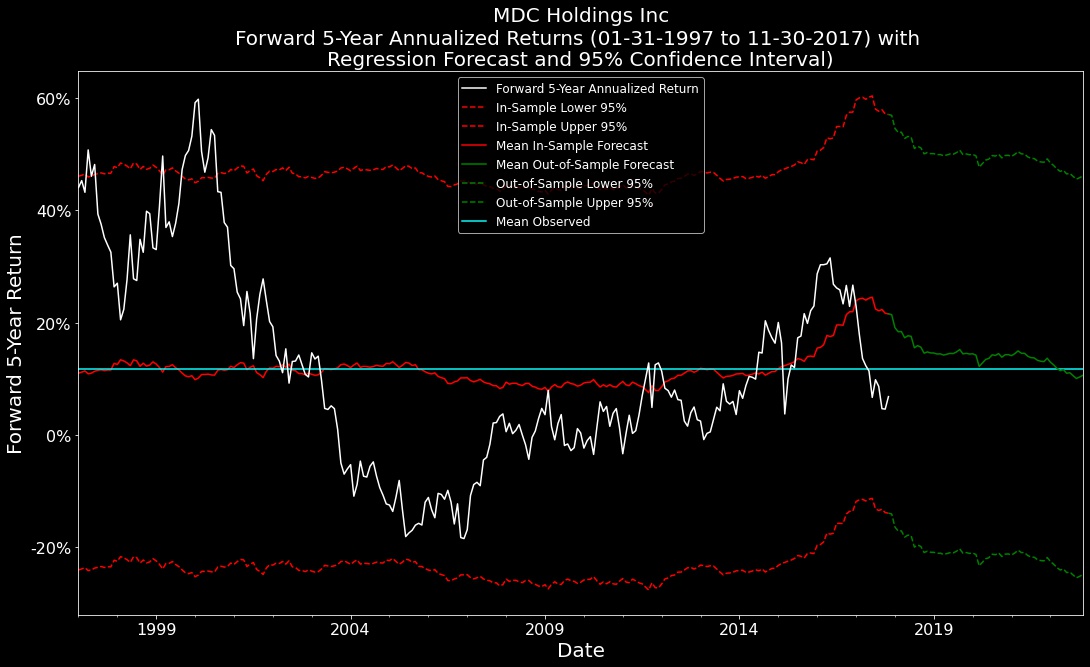 MDC Holdings Inc
Forward 5-Year Annualized Returns (01-31-1997 to 11-30-2017) with
Regression Forecast and 95% Confidence Interval)
Forward 5-Year Annualized Return
In-Sample Lower 95%
In-Sample Upper 95%
Mean In-Sample Forecast
Mean Out-of-Sample Forecast
Out-of-Sample Lower 95%
Out-of-Sample Upper 95%
Mean Observed
Forward 5-Year Return
60%
40%
20%
0%
-20%
1999
2004
2009
2014
2019
Date